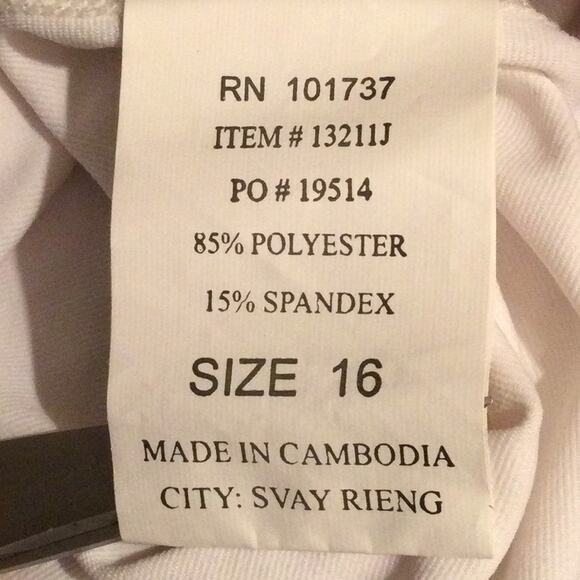 RN 101737
ITEM # 13211J
PO # 19514
85% POLYESTER
15% SPANDEX
SIZE 16
MADE IN CAMBODIA
CITY: SVAY RIENG